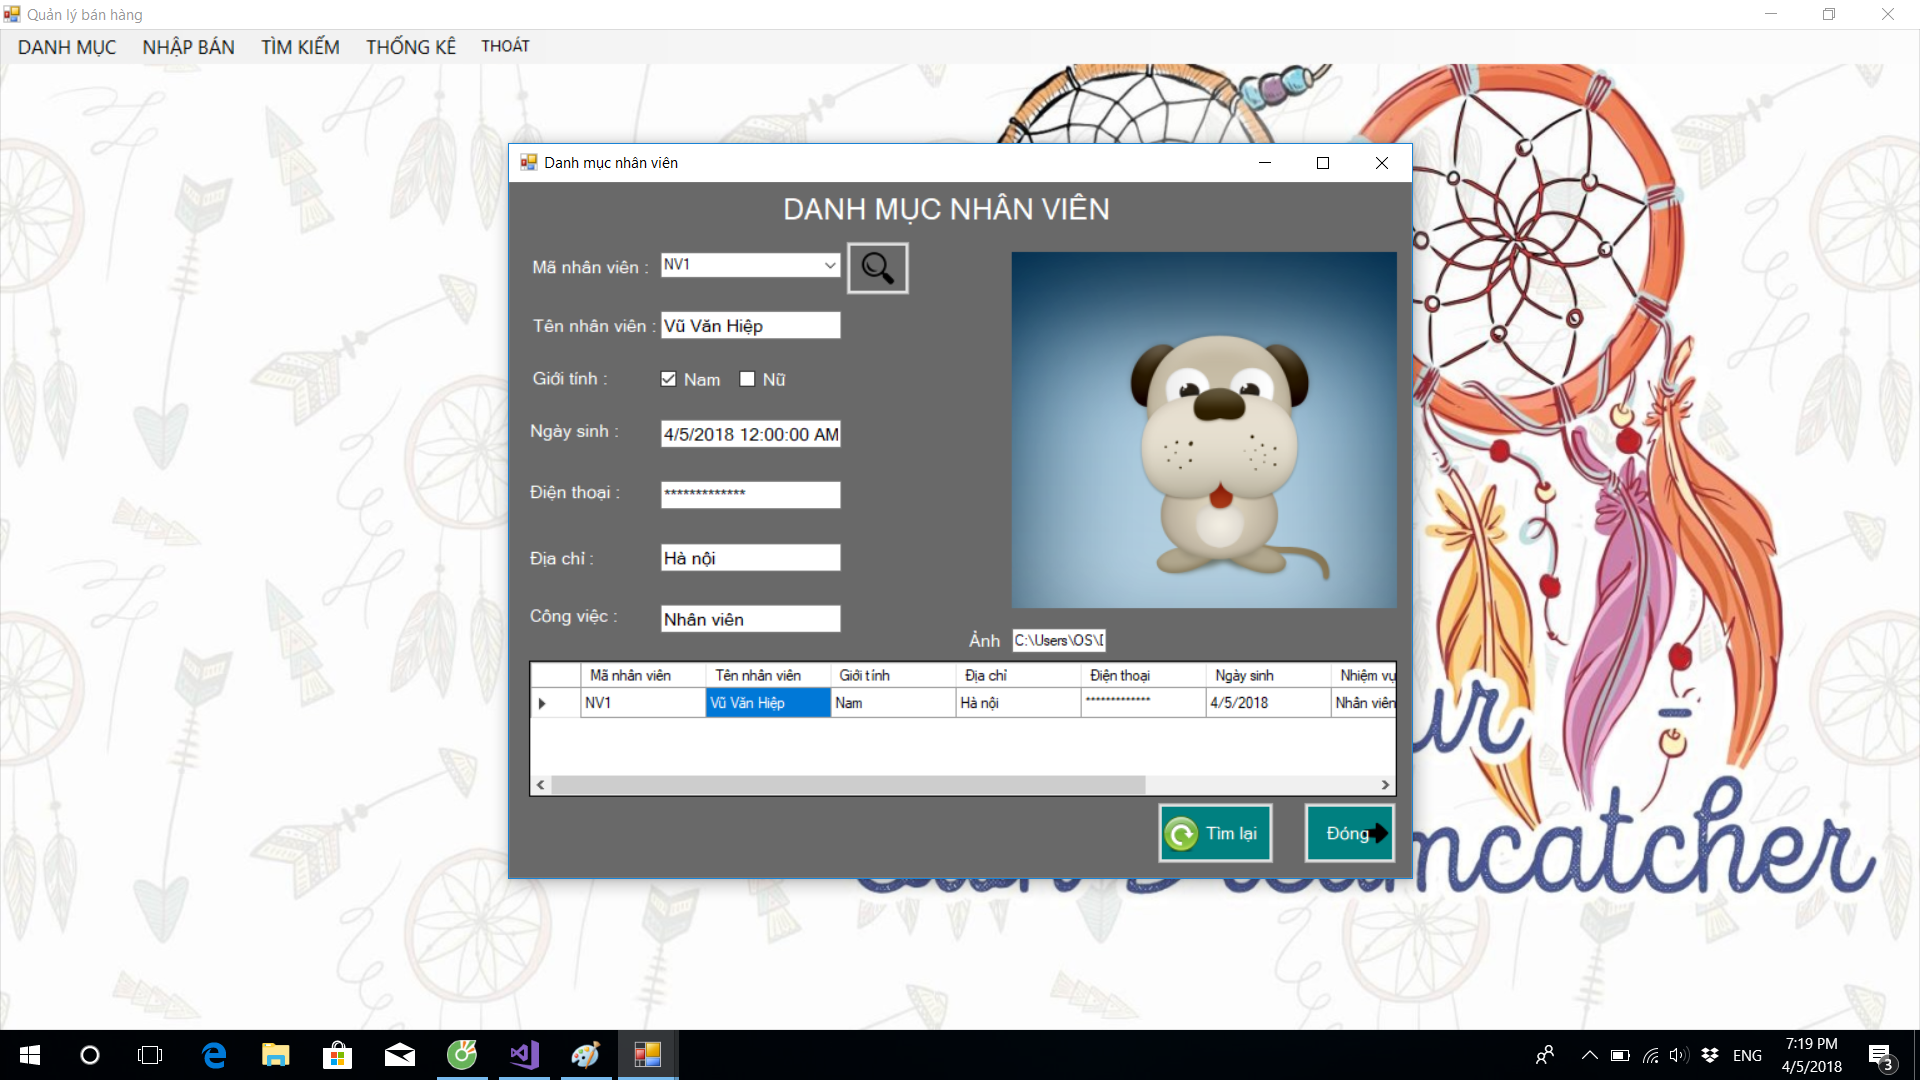 Quản lý bán hàng
DANH MỤC NHẬP BÁN TÌM KIẾM THỐNG KÊ THOÁT
Danh mục nhân viên
DANH MỤC NHÂN VIÊN
Mã nhân viên : NV1
Tên nhân viên : Vũ Văn Hiệp
Giới tính : Nam Nữ
Ngày sinh : 4/5/2018 12:00:00 AM
Điện thoại : *************
Địa chỉ : Hà nội
Công việc : Nhân viên
Ảnh C:\Users\OS\
Mã nhân viên Tên nhân viên Giới tính Địa chỉ Điện thoại Ngày sinh Nhiệm vụ
NV1 Vũ Văn Hiệp Nam Hà nội ************* 4/5/2018 Nhân viên
Tìm lại Đóng
ur
Dreamcatcher
ENG
7:19 PM
4/5/2018
3